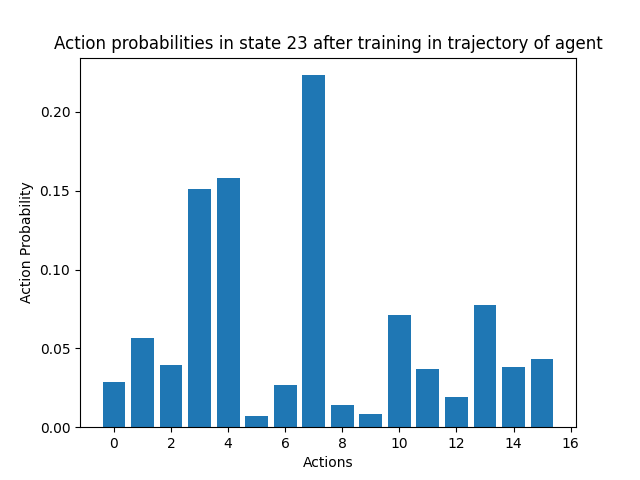 Action probabilities in state 23 after training in trajectory of agent
0.20
0.15
0.10
0.05
0.00
Action Probability
0 2 4 6 8 10 12 14 16
Actions